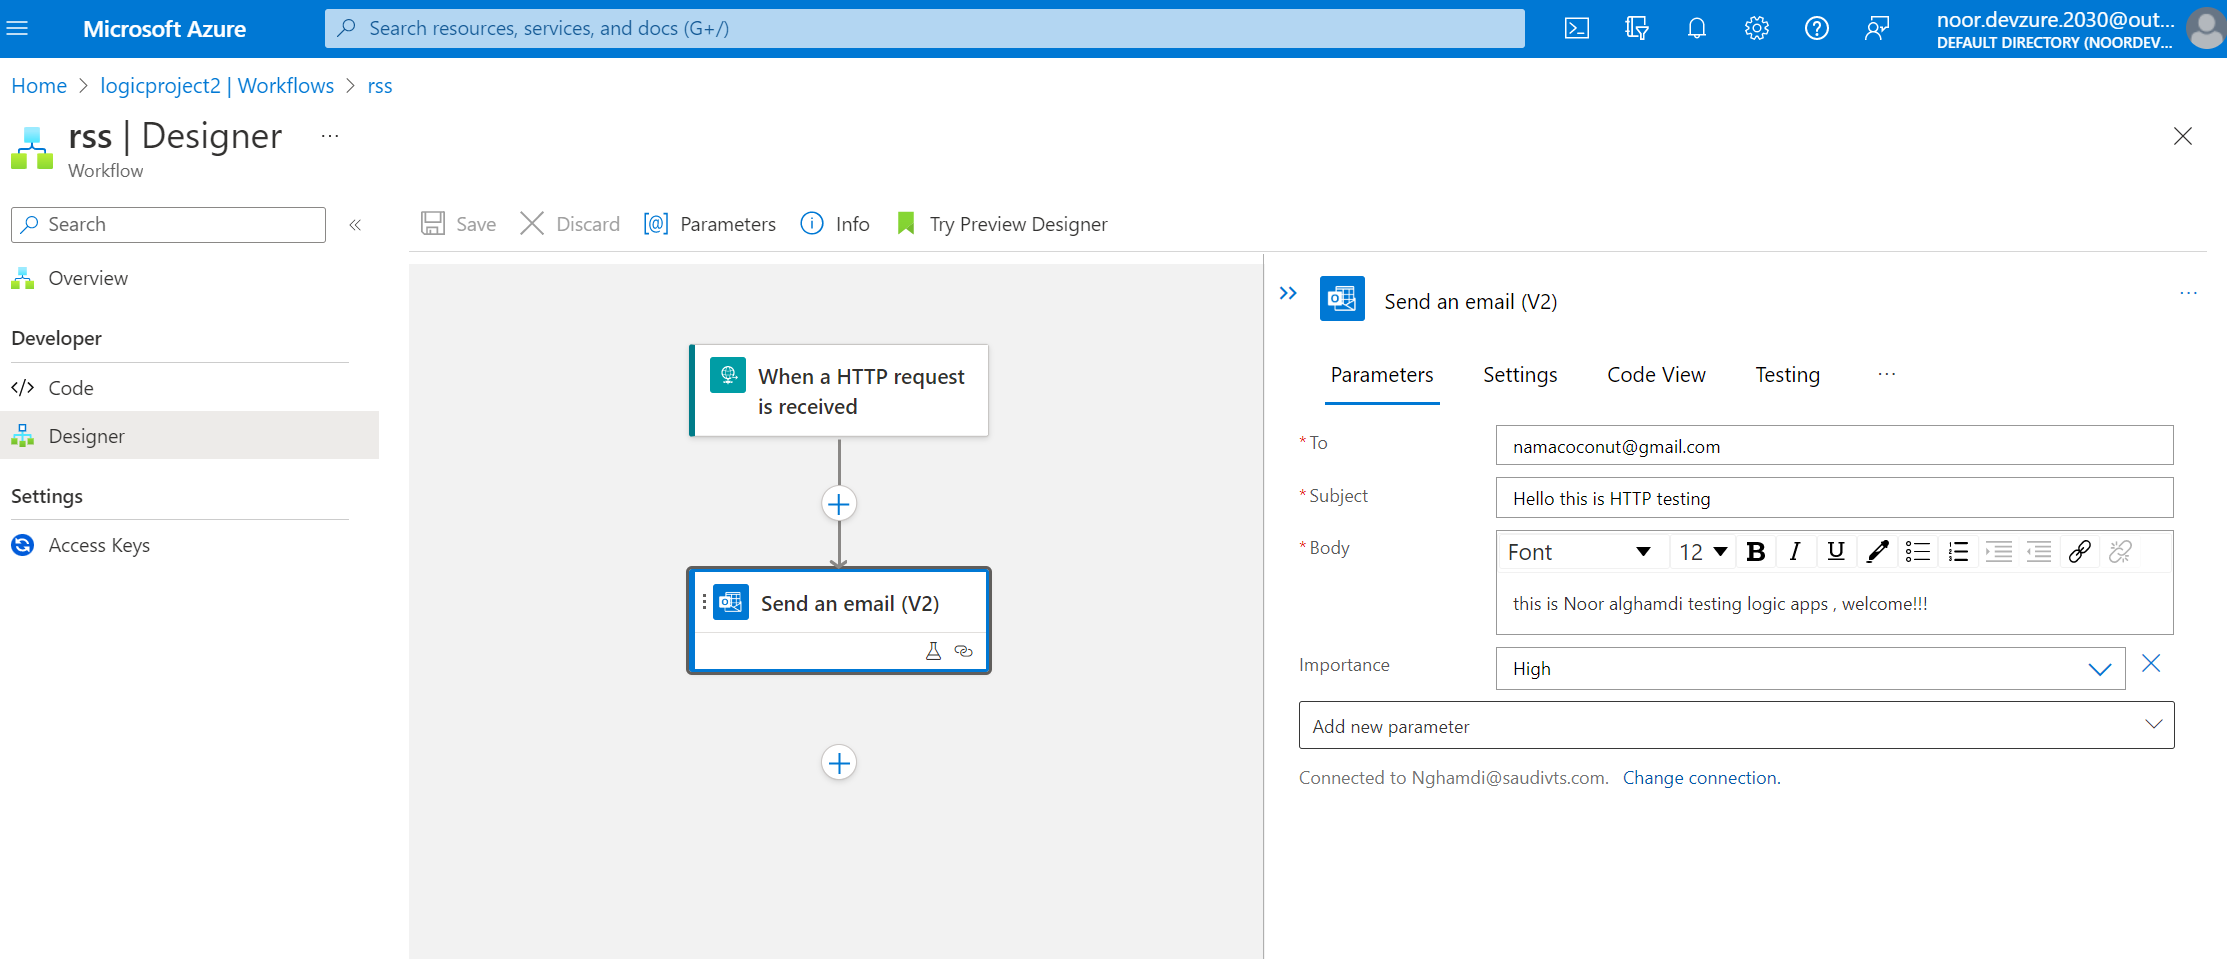 Microsoft Azure
Search resources, services, and docs (G+/)
noor.devzure.2030@out...
DEFAULT DIRECTORY (NOORDEV...
Home > logicproject2 | Workflows > rss
rss | Designer ...
Workflow
Search
Overview
Developer
Code
Designer
Settings
Access Keys
Save Discard Parameters Info Try Preview Designer
When a HTTP request
is received
Send an email (V2)
Send an email (V2)
Parameters Settings Code View Testing ...
* To
namacoconut@gmail.com
* Subject
Hello this is HTTP testing
* Body
Font 12 B I U
this is Noor alghamdi testing logic apps , welcome!!!
Importance
High
Add new parameter
Connected to Nghamdi@saudivts.com. Change connection.